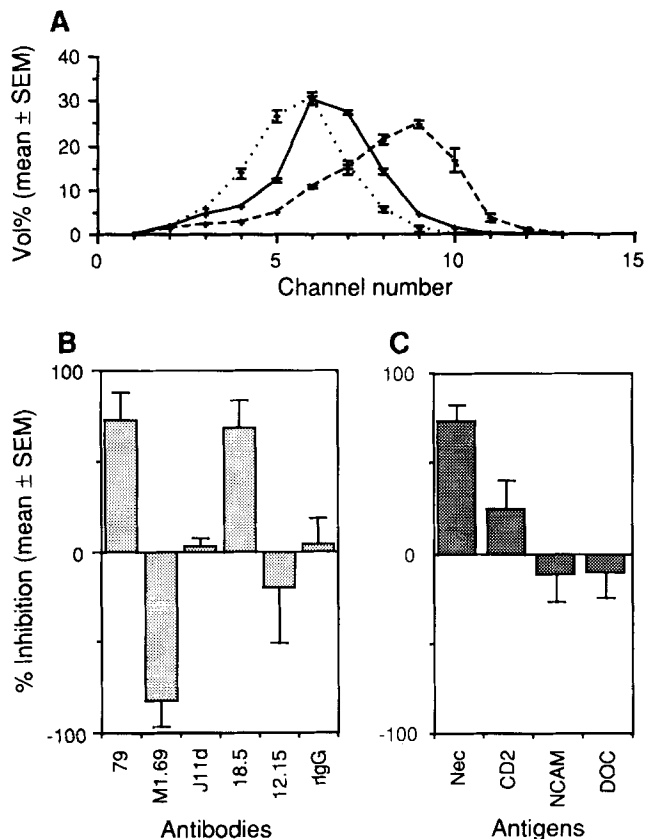 A
Vol% (mean ± SEM)
40
30
20
10
0
0
5
10
15
Channel number
B
C
% Inhibition (mean ± SEM)
100
0
-100
100
0
-100
79
M1.69
J11d
18.5
12.15
rIgG
Nec
CD2
NCAM
DOC
Antibodies
Antigens